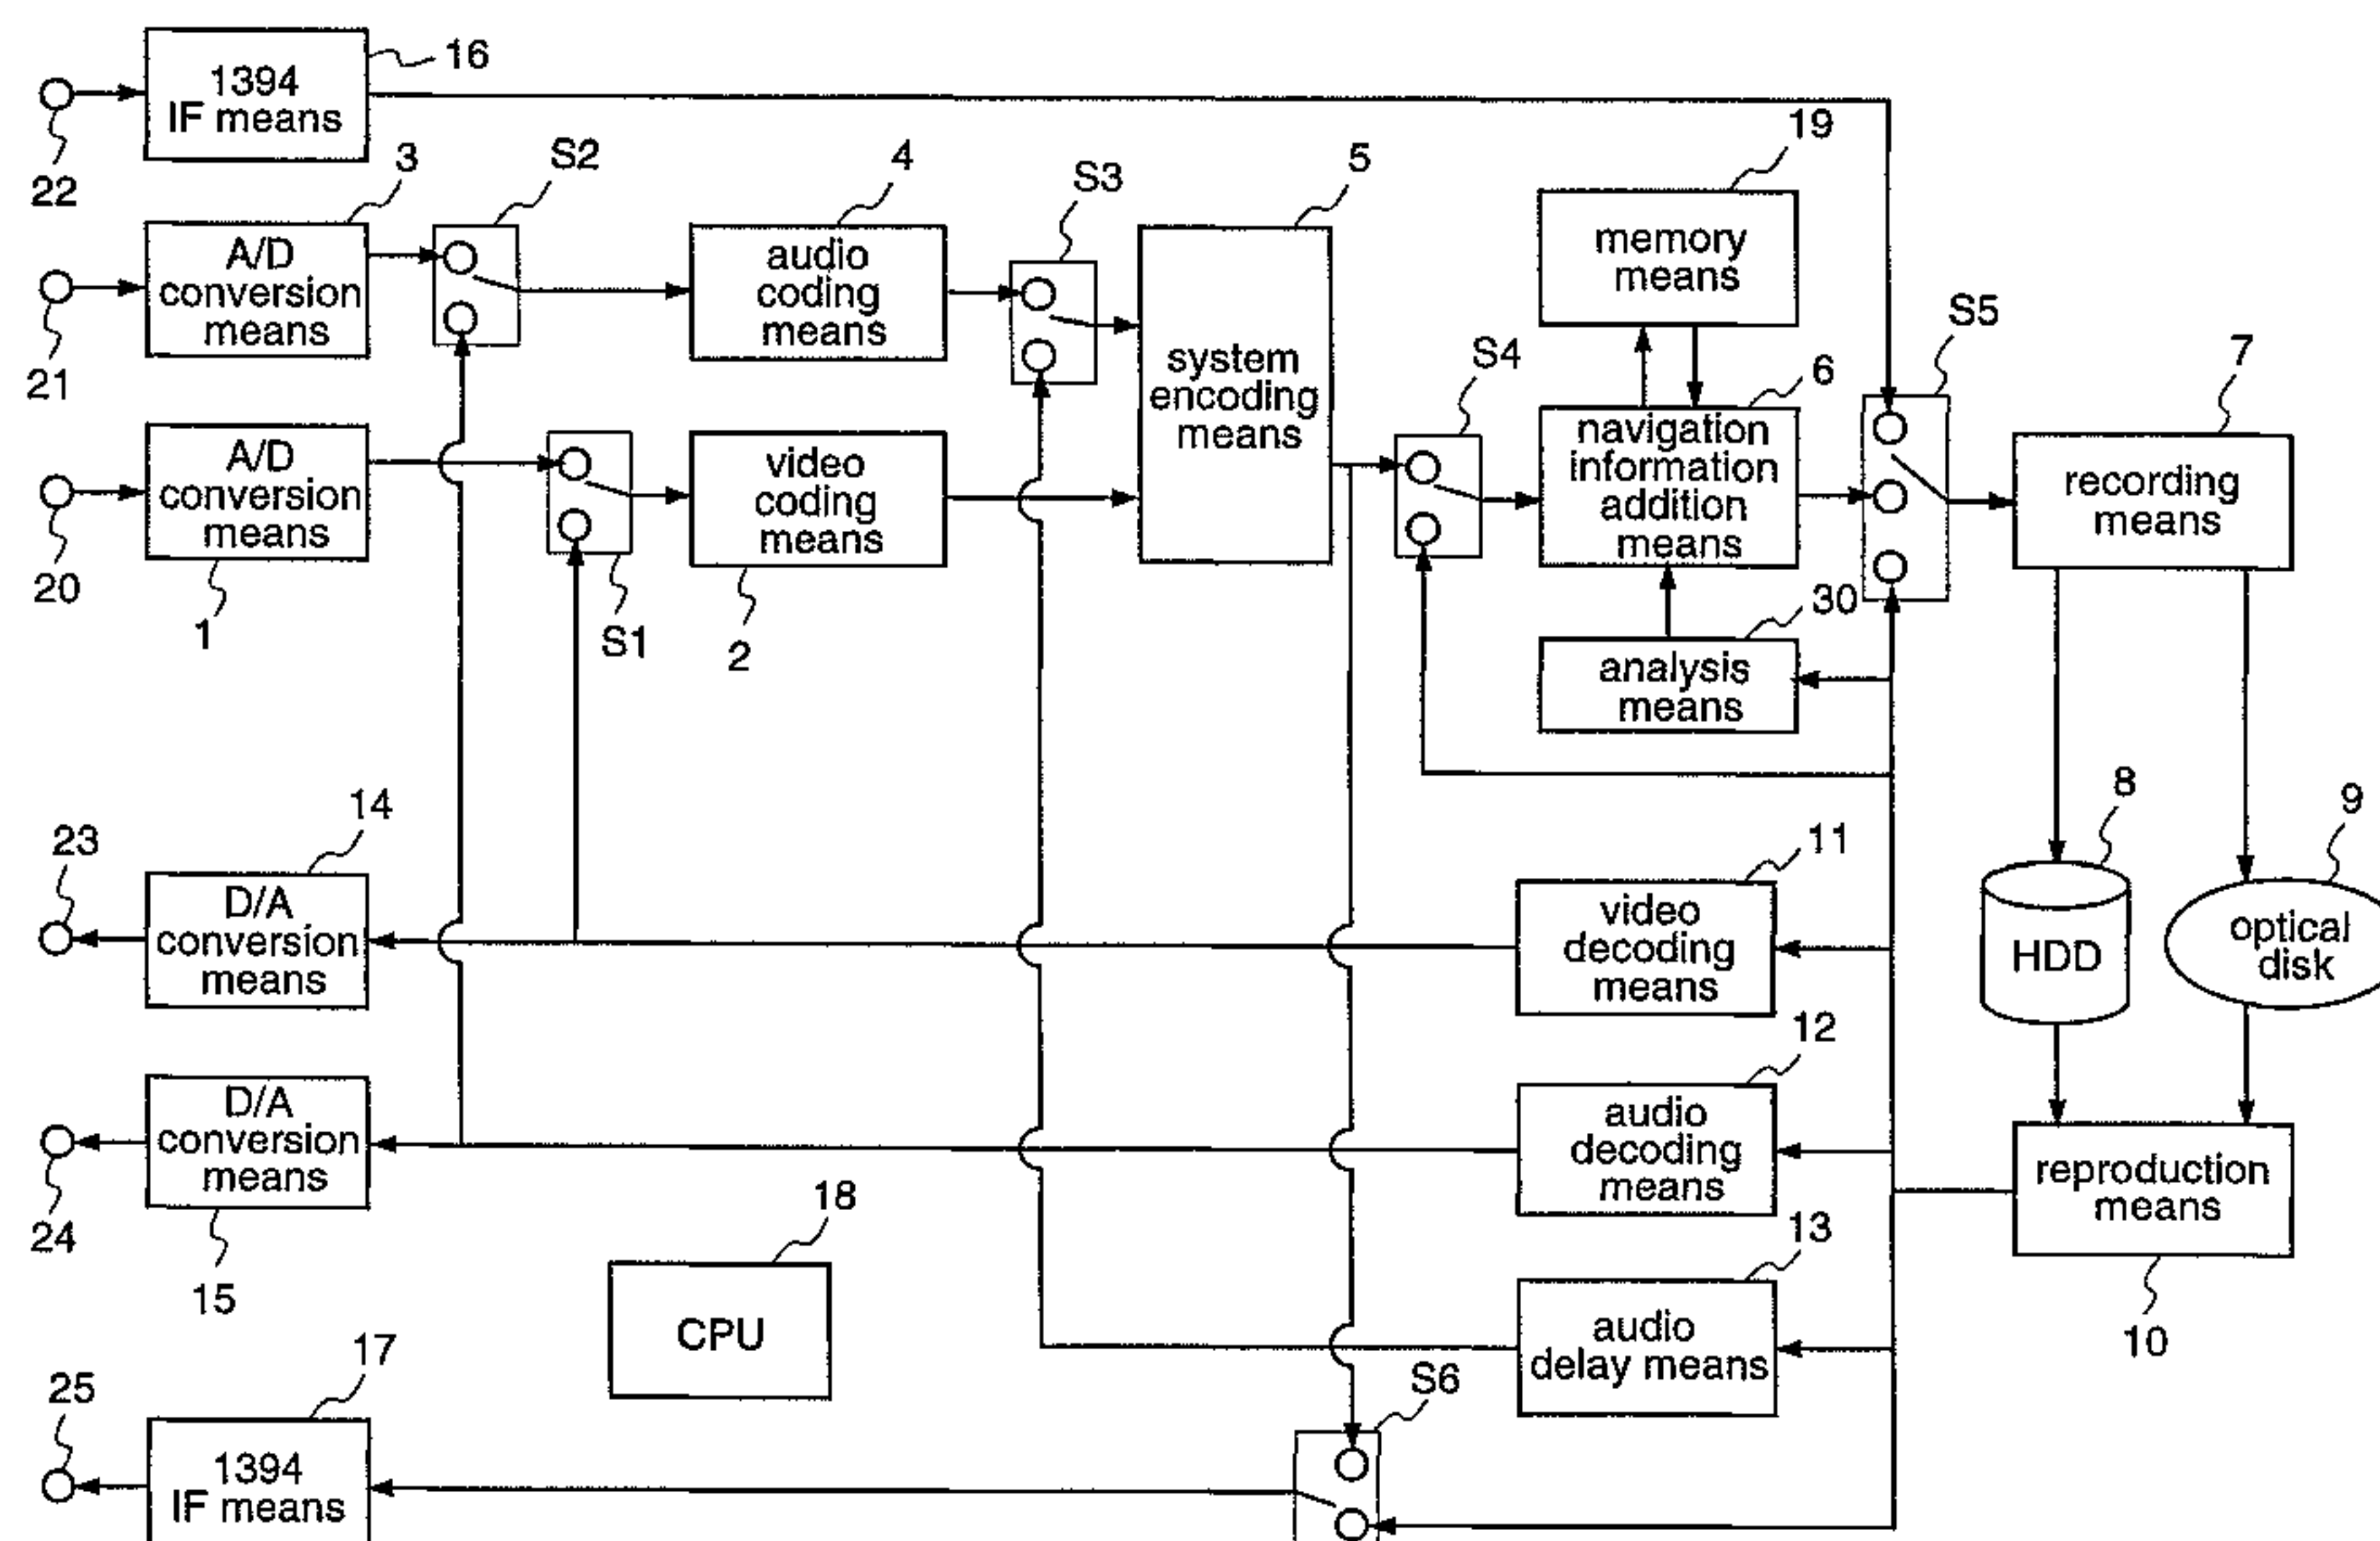 16
1394
IF means
22
19
3
A/D
conversion
means
21
S2
4
audio
coding
means
S3
5
system
encoding
means
memory
means
S5
S4
6
7
A/D
conversion
means
20
1
S1
video
coding
means
2
navigation
information
addition
means
recording
means
30
analysis
means
14
23
D/A
conversion
means
11
video
decoding
means
8
HDD
9
optical
disk
12
audio
decoding
means
D/A
conversion
means
24
15
18
CPU
reproduction
means
10
13
audio
delay means
17
25
1394
IF means
S6